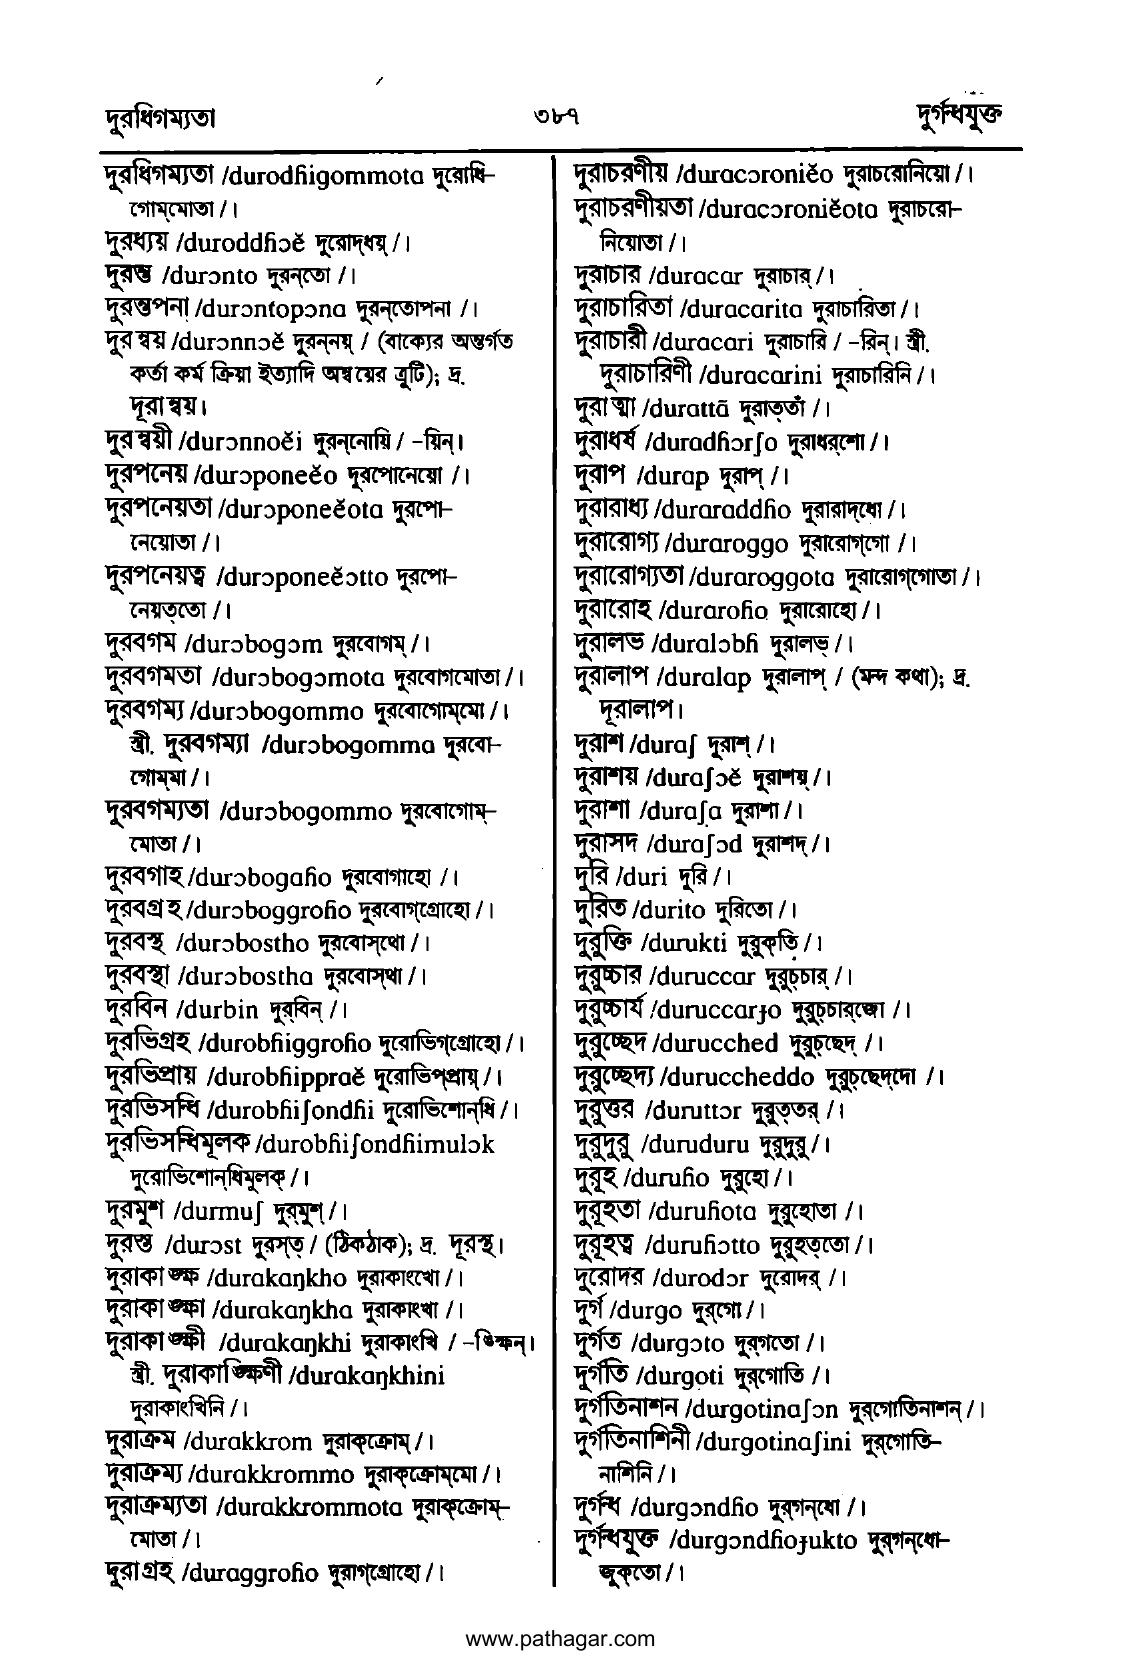 দুরধিগম্যতা ৩৮৭ দুর্গন্ধযুক্ত
দুরধিগম্যতা /durodɦigommota দুরোধি–
গোম্‌মোতা / ।
দুরধ্যয় /duroddɦɔĕ দুরোদ্‌ধয়্ / ।
দুরন্ত /durɔnto দুরন্‌তো / ।
দুরন্তপনা /durɔntopɔna দুরন্‌তোপনা / ।
দুরন্বয় /durɔnnɔĕ দুরন্‌নয়্ / (বাক্যের অন্তর্গত
কর্তা কর্ম ক্রিয়া ইত্যাদি অন্বয়ের ত্রুটি); দ্র.
দূরান্বয়।
দুরন্বয়ী /durɔnnoĕi দুরন্‌নোয়ি / –য়িন্।
দুরপনেয় /durɔponeĕo দুরপোনেয়ো / ।
দুরপনেয়তা /durɔponeĕota দুরপো–
নেয়োতা / ।
দুরপনেয়ত্ব /durɔponeĕɔtto দুরপো–
নেয়ত্‌তো / ।
দুরবগম /durɔbogɔm দুরবোগম্ / ।
দুরবগমতা /durɔbogɔmota দুরবোগমোতা / ।
দুরবগম্য /durɔbogommo দুরবোগোম্‌মো / ।
স্ত্রী. দুরবগম্যা /durɔbogomma দুরবো–
গোম্‌মা / ।
দুরবগম্যতা /durɔbogommo দুরবোগোম্–
মোতা / ।
দুরবগাহ /durɔbogaɦo দুরবোগাহো / ।
দুরবগ্রহ /durɔboggroɦo দুরবোগ্‌গ্রোহো / ।
দুরবস্থ /durɔbostho দুরবোস্‌থো / ।
দুরবস্থা /durɔbostha দুরবোস্‌থা / ।
দুরবিন /durbin দুর্‌বিন্ / ।
দুরভিগ্রহ /durobɦiggroɦo দুরোভিগ্‌গ্রোহো / ।
দুরভিপ্রায় /durobɦippraĕ দুরোভিপ্‌প্রায়্ / ।
দুরভিসন্ধি /durobɦiʃondɦi দুরোভিশোন্‌ধি / ।
দুরভিসন্ধিমূলক /durobɦiʃondɦimulɔk
দুরোভিশোন্‌ধিমুলক্ / ।
দুরমুশ /durmuʃ দুর্‌মুশ্ / ।
দুরস্ত /durɔst দুরস্‌ত্ / (ঠিকঠাক); দ্র. দূরস্থ।
দুরাকাঙ্ক্ষ /durakaŋkho দুরাকাংখো / ।
দুরাকাঙ্ক্ষা /durakaŋkha দুরাকাংখা / ।
দুরাকাঙ্ক্ষী /durakaŋkhi দুরাকাংখি / –ঙ্ক্ষিন্।
স্ত্রী. দুরাকাঙ্ক্ষিণী /durakaŋkhini
দুরাকাংখিনি / ।
দুরাক্রম /durakkrom দুরাক্‌ক্রোম্ / ।
দুরাক্রম্য /durakkrommo দুরাক্‌ক্রোম্‌মো / ।
দুরাক্রম্যতা /durakkrommota দুরাক্‌ক্রোম্–
মোতা / ।
দুরাগ্রহ /duraggroɦo দুরাগ্‌গ্রোহো / ।
দুরাচরণীয় /duracɔroniĕo দুরাচরোনিয়ো / ।
দুরাচরণীয়তা /duracɔroniĕota দুরাচরো–
নিয়োতা / ।
দুরাচার /duracar দুরাচার্ / ।
দুরাচারিতা /duracarita দুরাচারিতা / ।
দুরাচারী /duracari দুরাচারি / –রিন্। স্ত্রী.
দুরাচারিণী /duracarini দুরাচারিনি / ।
দুরাত্মা /durattã দুরাত্‌তাঁ / ।
দুরাধর্ষ /duradɦɔrʃo দুরাধর্‌শো / ।
দুরাপ /durap দুরাপ্ / ।
দুরারাধ্য /duraraddɦo দুরারাদ্‌ধো / ।
দুরারোগ্য /duraroggo দুরারোগ্‌গো / ।
দুরারোগ্যতা /duraroggota দুরারোগ্‌গোতা / ।
দুরারোহ /duraroɦo দুরারোহো / ।
দুরালভ /duralɔbɦ দুরালভ্ / ।
দুরালাপ /duralap দুরালাপ্ / (মন্দ কথা); দ্র.
দূরালাপ।
দুরাশ /duraʃ দুরাশ্ / ।
দুরাশয় /duraʃɔĕ দুরাশয়্ / ।
দুরাশা /duraʃa দুরাশা / ।
দুরাসদ /duraʃɔd দুরাশদ্ / ।
দুরি /duri দুরি / ।
দুরিত /durito দুরিতো / ।
দুরুক্তি /durukti দুরুক্‌তি / ।
দুরুচ্চার /duruccar দুরুচ্‌চার্ / ।
দুরুচ্চার্য /duruccarɟo দুরুচ্‌চার্‌জো / ।
দুরুচ্ছেদ /durucched দুরুচ্‌ছেদ্ / ।
দুরুচ্ছেদ্য /duruccheddo দুরুচ্‌ছেদ্‌দো / ।
দুরুত্তর /duruttɔr দুরুত্‌তর্ / ।
দুরুদুরু /duruduru দুরুদুরু / ।
দুরূহ /duruɦo দুরুহো / ।
দুরূহতা /duruɦota দুরুহোতা / ।
দুরূহত্ব /duruɦɔtto দুরুহত্‌তো / ।
দুরোদর /durodɔr দুরোদর্ / ।
দুর্গ /durgo দুর্‌গো / ।
দুর্গত /durgɔto দুর্‌গতো / ।
দুর্গতি /durgoti দুর্‌গোতি / ।
দুর্গতিনাশন /durgotinaʃɔn দুর্‌গোতিনাশন্ / ।
দুর্গতিনাশিনী /durgotinaʃini দুর্‌গোতি–
নাশিনি / ।
দুর্গন্ধ /durgɔndɦo দুর্‌গন্‌ধো / ।
দুর্গন্ধযুক্ত /durgɔndɦoɟukto দুর্‌গন্‌ধো–
জুক্‌তো / ।
www.pathagar.com